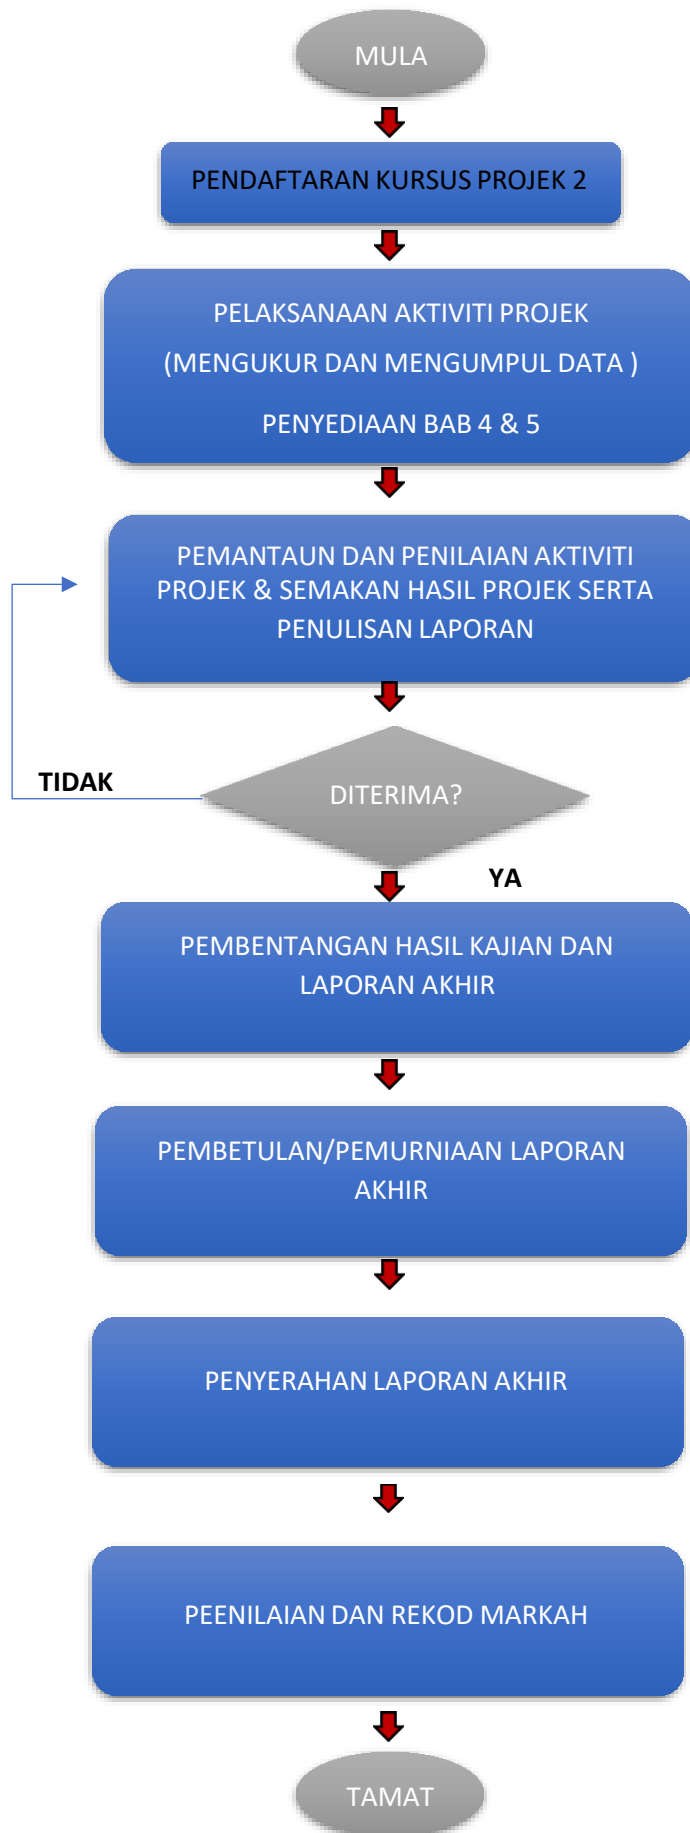 MULA
PENDAFTARAN KURSUS PROJEK 2
PELAKSANAAN AKTIVITI PROJEK
(MENGUKUR DAN MENGUMPUL DATA )
PENYEDIAAN BAB 4 & 5
PEMANTAUN DAN PENILAIAN AKTIVITI
PROJEK & SEMAKAN HASIL PROJEK SERTA
PENULISAN LAPORAN
TIDAK
DITERIMA?
YA
PEMBENTANGAN HASIL KAJIAN DAN
LAPORAN AKHIR
PEMBETULAN/PEMURNIAAN LAPORAN
AKHIR
PENYERAHAN LAPORAN AKHIR
PEENILAIAN DAN REKOD MARKAH
TAMAT